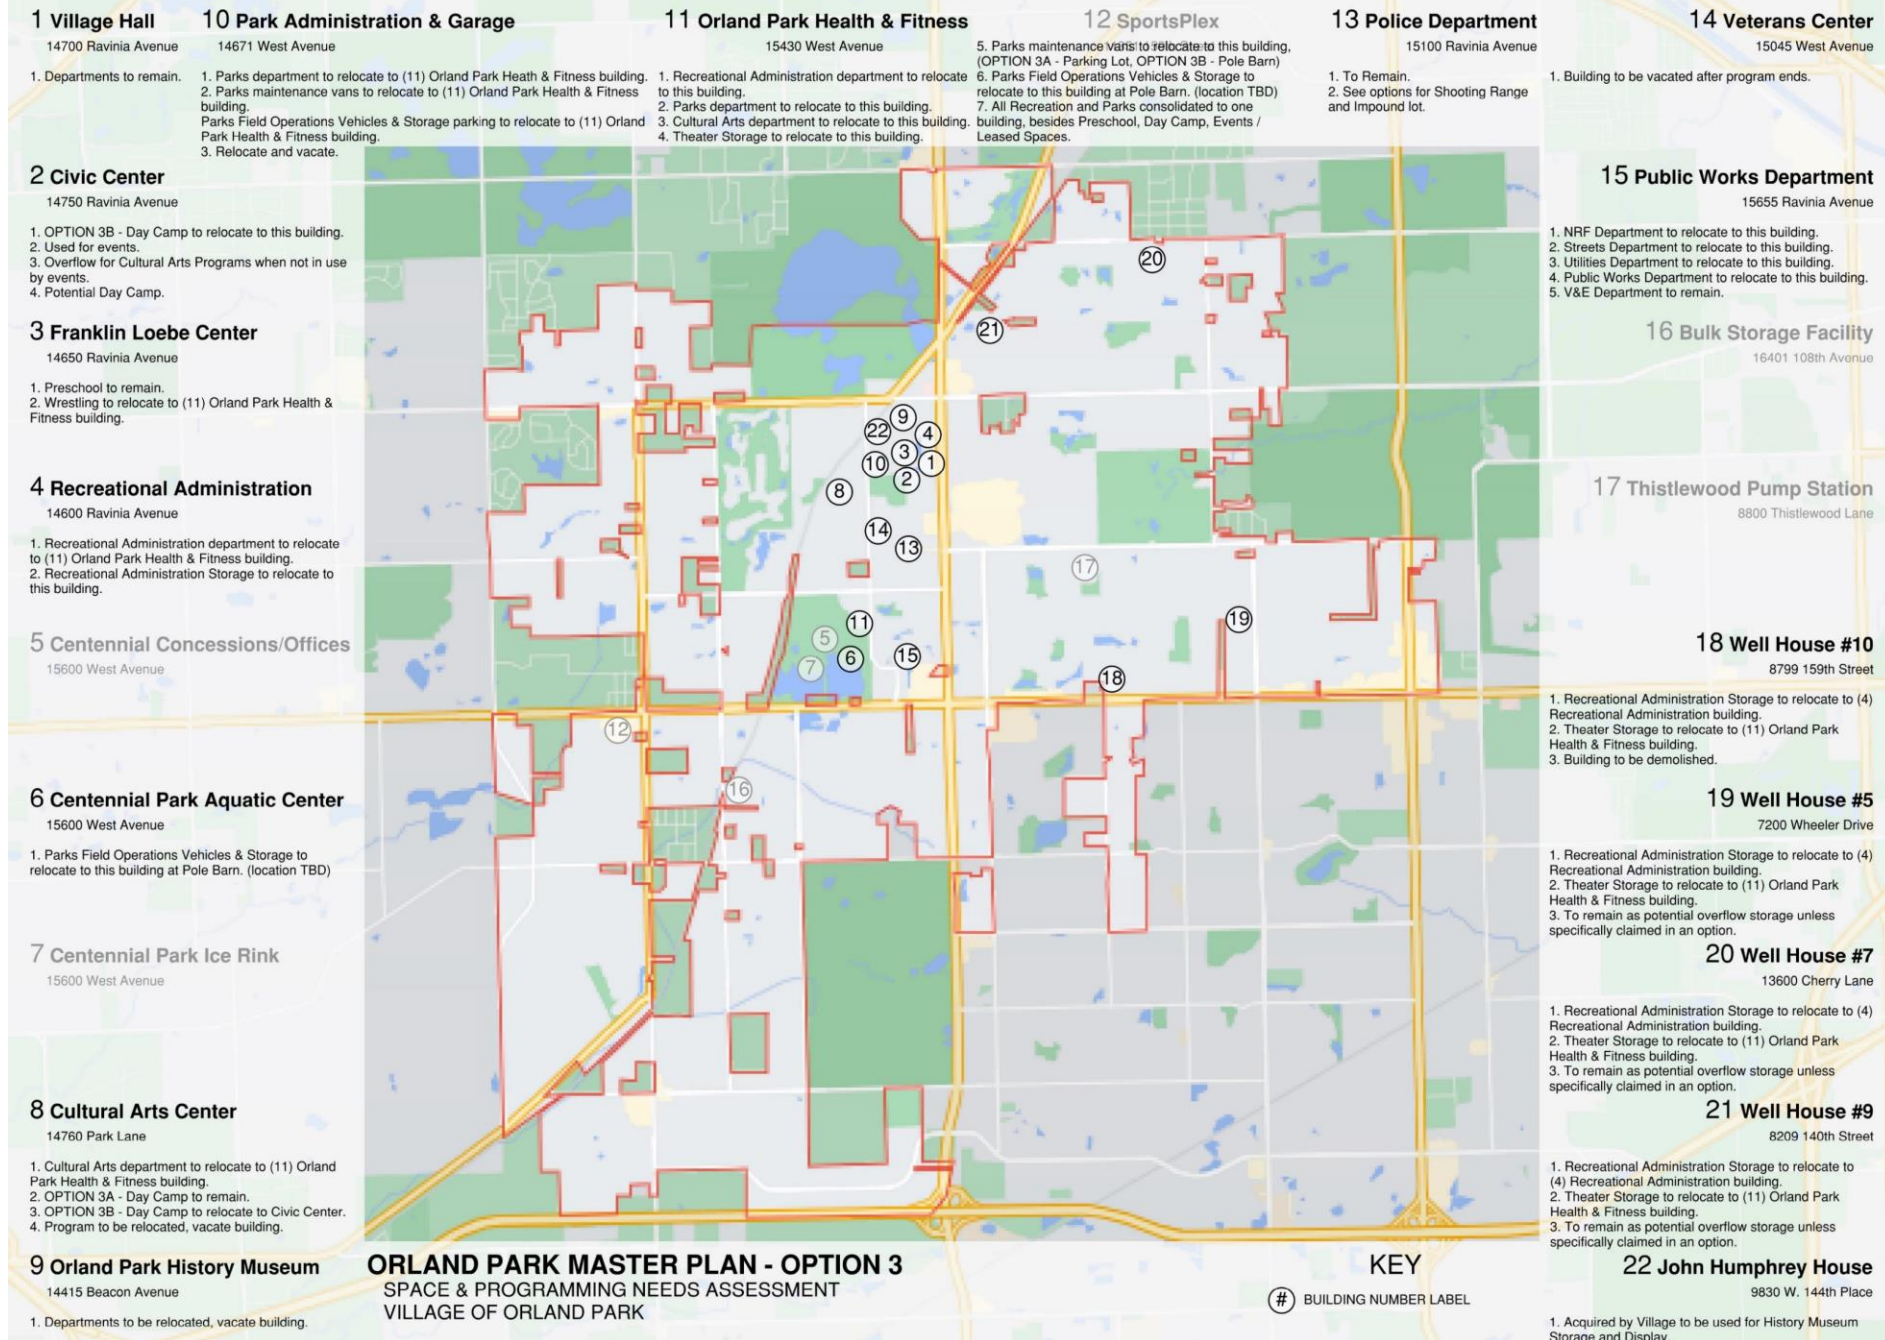 1 Village Hall
14700 Ravinia Avenue
1. Departments to remain.
10 Park Administration & Garage
14671 West Avenue
1. Parks department to relocate to (11) Orland Park Heath & Fitness building.
2. Parks maintenance vans to relocate to (11) Orland Park Health & Fitness
building.
Parks Field Operations Vehicles & Storage parking to relocate to (11) Orland
Park Health & Fitness building.
3. Relocate and vacate.
11 Orland Park Health & Fitness
15430 West Avenue
1. Recreational Administration department to relocate
to this building.
2. Parks department to relocate to this building.
3. Cultural Arts department to relocate to this building.
4. Theater Storage to relocate to this building.
12 SportsPlex
5. Parks maintenance vans to relocate to this building,
(OPTION 3A - Parking Lot, OPTION 3B - Pole Barn)
6. Parks Field Operations Vehicles & Storage to
relocate to this building at Pole Barn. (location TBD)
7. All Recreation and Parks consolidated to one
building, besides Preschool, Day Camp, Events /
Leased Spaces.
13 Police Department
15100 Ravinia Avenue
1. To Remain.
2. See options for Shooting Range
and Impound lot.
14 Veterans Center
15045 West Avenue
1. Building to be vacated after program ends.
2 Civic Center
14750 Ravinia Avenue
1. OPTION 3B - Day Camp to relocate to this building.
2. Used for events.
3. Overflow for Cultural Arts Programs when not in use
by events.
4. Potential Day Camp.
3 Franklin Loebe Center
14650 Ravinia Avenue
1. Preschool to remain.
2. Wrestling to relocate to (11) Orland Park Health &
Fitness building.
4 Recreational Administration
14600 Ravinia Avenue
1. Recreational Administration department to relocate
to (11) Orland Park Health & Fitness building.
2. Recreational Administration Storage to relocate to
this building.
5 Centennial Concessions/Offices
15600 West Avenue
6 Centennial Park Aquatic Center
15600 West Avenue
1. Parks Field Operations Vehicles & Storage to
relocate to this building at Pole Barn. (location TBD)
7 Centennial Park Ice Rink
15600 West Avenue
8 Cultural Arts Center
14760 Park Lane
1. Cultural Arts department to relocate to (11) Orland
Park Health & Fitness building.
2. OPTION 3A - Day Camp to remain.
3. OPTION 3B - Day Camp to relocate to Civic Center.
4. Program to be relocated, vacate building.
9 Orland Park History Museum
14415 Beacon Avenue
1. Departments to be relocated, vacate building.
20
21
9
22
4
3
10
1
2
8
14
13
17
11
19
5
6
15
7
18
12
16
15 Public Works Department
15655 Ravinia Avenue
1. NRF Department to relocate to this building.
2. Streets Department to relocate to this building.
3. Utilities Department to relocate to this building.
4. Public Works Department to relocate to this building.
5. V&E Department to remain.
16 Bulk Storage Facility
16401 108th Avenue
17 Thistlewood Pump Station
8800 Thistlewood Lane
18 Well House #10
8799 159th Street
1. Recreational Administration Storage to relocate to (4)
Recreational Administration building.
2. Theater Storage to relocate to (11) Orland Park
Health & Fitness building.
3. Building to be demolished.
19 Well House #5
7200 Wheeler Drive
1. Recreational Administration Storage to relocate to (4)
Recreational Administration building.
2. Theater Storage to relocate to (11) Orland Park
Health & Fitness building.
3. To remain as potential overflow storage unless
specifically claimed in an option.
20 Well House #7
13600 Cherry Lane
1. Recreational Administration Storage to relocate to (4)
Recreational Administration building.
2. Theater Storage to relocate to (11) Orland Park
Health & Fitness building.
3. To remain as potential overflow storage unless
specifically claimed in an option.
21 Well House #9
8209 140th Street
1. Recreational Administration Storage to relocate to
(4) Recreational Administration building.
2. Theater Storage to relocate to (11) Orland Park
Health & Fitness building.
3. To remain as potential overflow storage unless
specifically claimed in an option.
22 John Humphrey House
9830 W. 144th Place
1. Acquired by Village to be used for History Museum
Storage and Display.
ORLAND PARK MASTER PLAN - OPTION 3
SPACE & PROGRAMMING NEEDS ASSESSMENT
VILLAGE OF ORLAND PARK
KEY
# BUILDING NUMBER LABEL